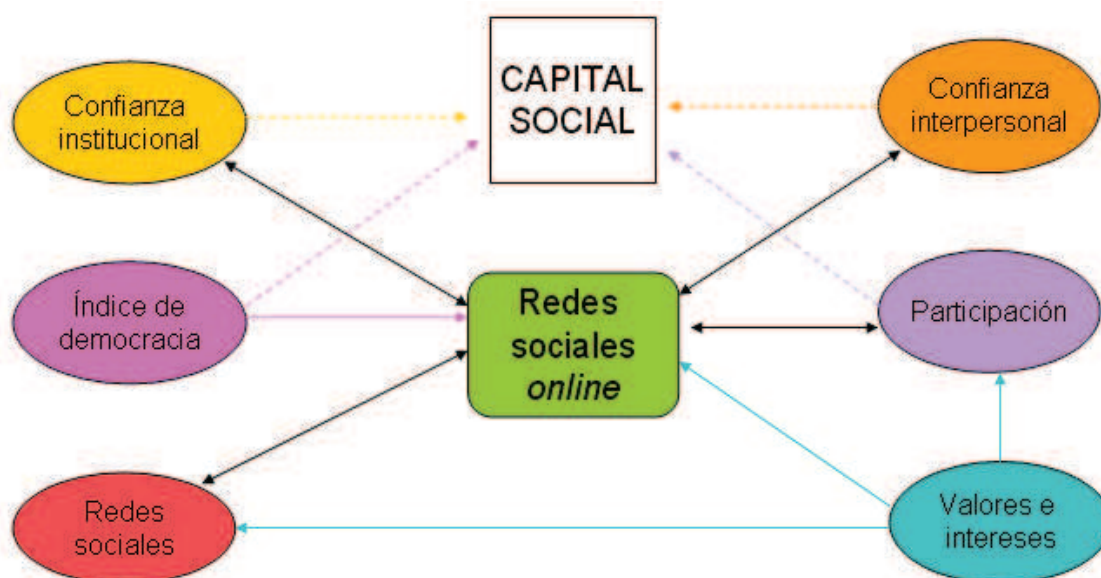 Confianza
institucional
CAPITAL
SOCIAL
Confianza
interpersonal
Índice de
democracia
Redes
sociales
online
Participación
Redes
sociales
Valores e
intereses